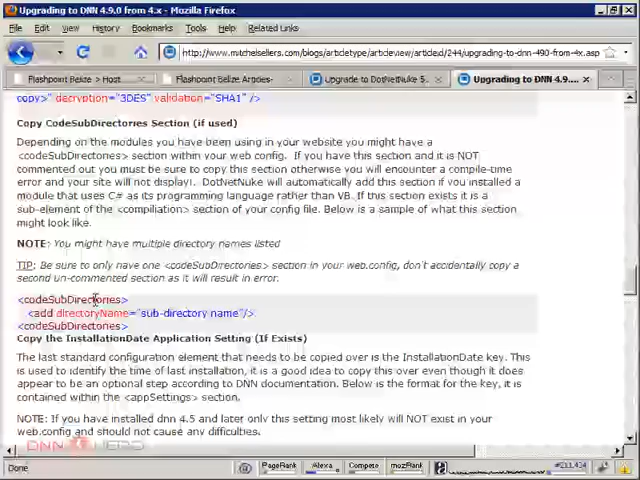 Upgrading to DNN 4.9.0 from 4.x - Mozilla Firefox
File Edit View History Bookmarks Tools Help Related Links
http://www.mitchelsellers.com/blogs/articletype/articleview/articleid/244/upgrading-to-dnn-490-from-4x.aspx
Flashpoint Belize > Host Flashpoint Belize Articles- Upgrade to DotNetNuke 5.... Upgrading to DNN 4.9.0...
copy>" decryption="3DES" validation="SHA1" />
Copy CodeSubDirectories Section (if used)
Depending on the modules you have been using in your website you might have a
<codeSubDirectories> section within your web config. If you have this section and it is NOT
commented out you must be sure to copy this section otherwise you will encounter a compile-time
error and your site will not display!. DotNetNuke will automatically add this section if you installed a
module that uses C# as its programming language rather than VB. If this section exists it is a
sub-element of the <compiliation> section of your config file. Below is a sample of what this section
might look like.
NOTE: You might have multiple directory names listed
TIP: Be sure to only have one <codeSubDirectories> section in your web.config, don't accidentally copy a
second un-commented section as it will result in error.
<codeSubDirectories>
<add directoryName="sub-directory name"/>
<codeSubDirectories>
Copy the InstallationDate Application Setting (If Exists)
The last standard configuration element that needs to be copied over is the InstallationDate key. This
is used to identify the time of last installation, it is a good idea to copy this over even though it does
appear to be an optional step according to DNN documentation. Below is the format for the key, it is
contained within the <appSettings> section.
NOTE: If you have installed dnn 4.5 and later only this setting most likely will NOT exist in your
web.config and should not cause any difficulties.
DNN HERO
Done PageRank Alexa Compete mozRank #211,434